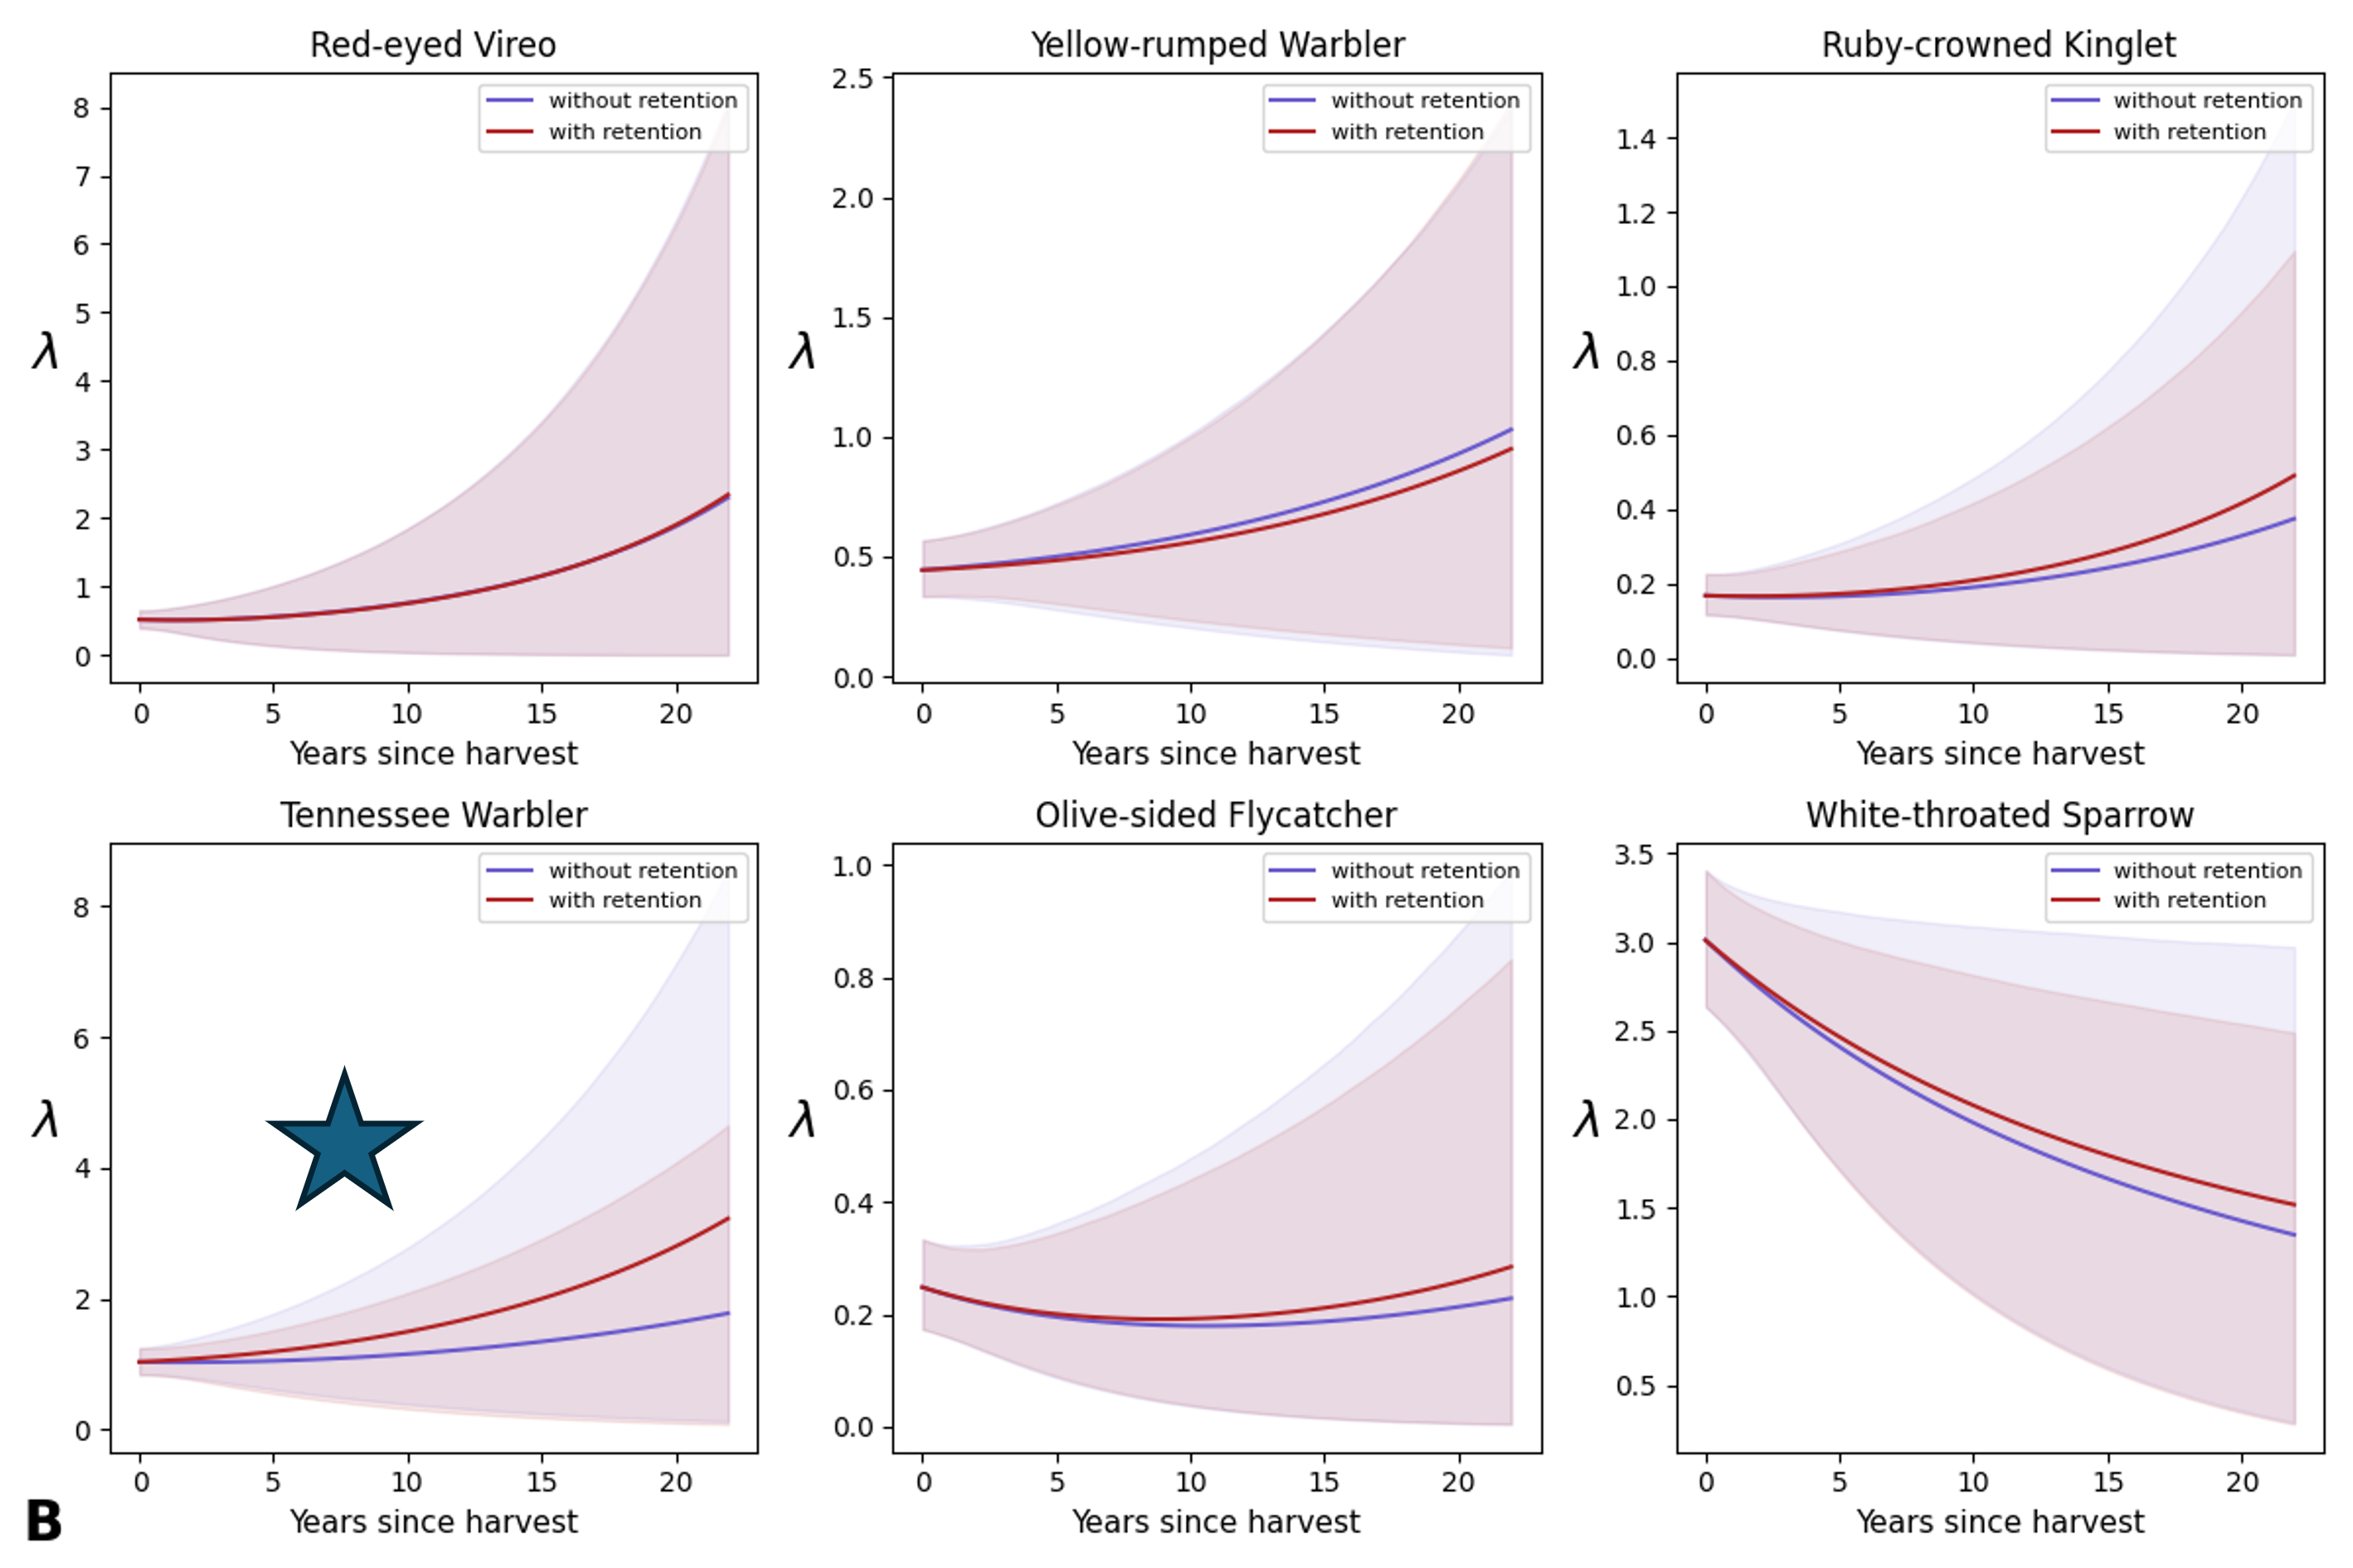 Red-eyed Vireo
without retention
with retention
8
7
6
5
4
3
2
1
0
λ
0 5 10 15 20
Years since harvest
Yellow-rumped Warbler
without retention
with retention
2.5
2.0
1.5
1.0
0.5
0.0
λ
0 5 10 15 20
Years since harvest
Ruby-crowned Kinglet
without retention
with retention
1.4
1.2
1.0
0.8
0.6
0.4
0.2
0.0
λ
0 5 10 15 20
Years since harvest
Tennessee Warbler
without retention
with retention
8
6
4
2
0
λ
0 5 10 15 20
Years since harvest
Olive-sided Flycatcher
without retention
with retention
1.0
0.8
0.6
0.4
0.2
0.0
λ
0 5 10 15 20
Years since harvest
White-throated Sparrow
without retention
with retention
3.5
3.0
2.5
2.0
1.5
1.0
0.5
λ
0 5 10 15 20
Years since harvest
B